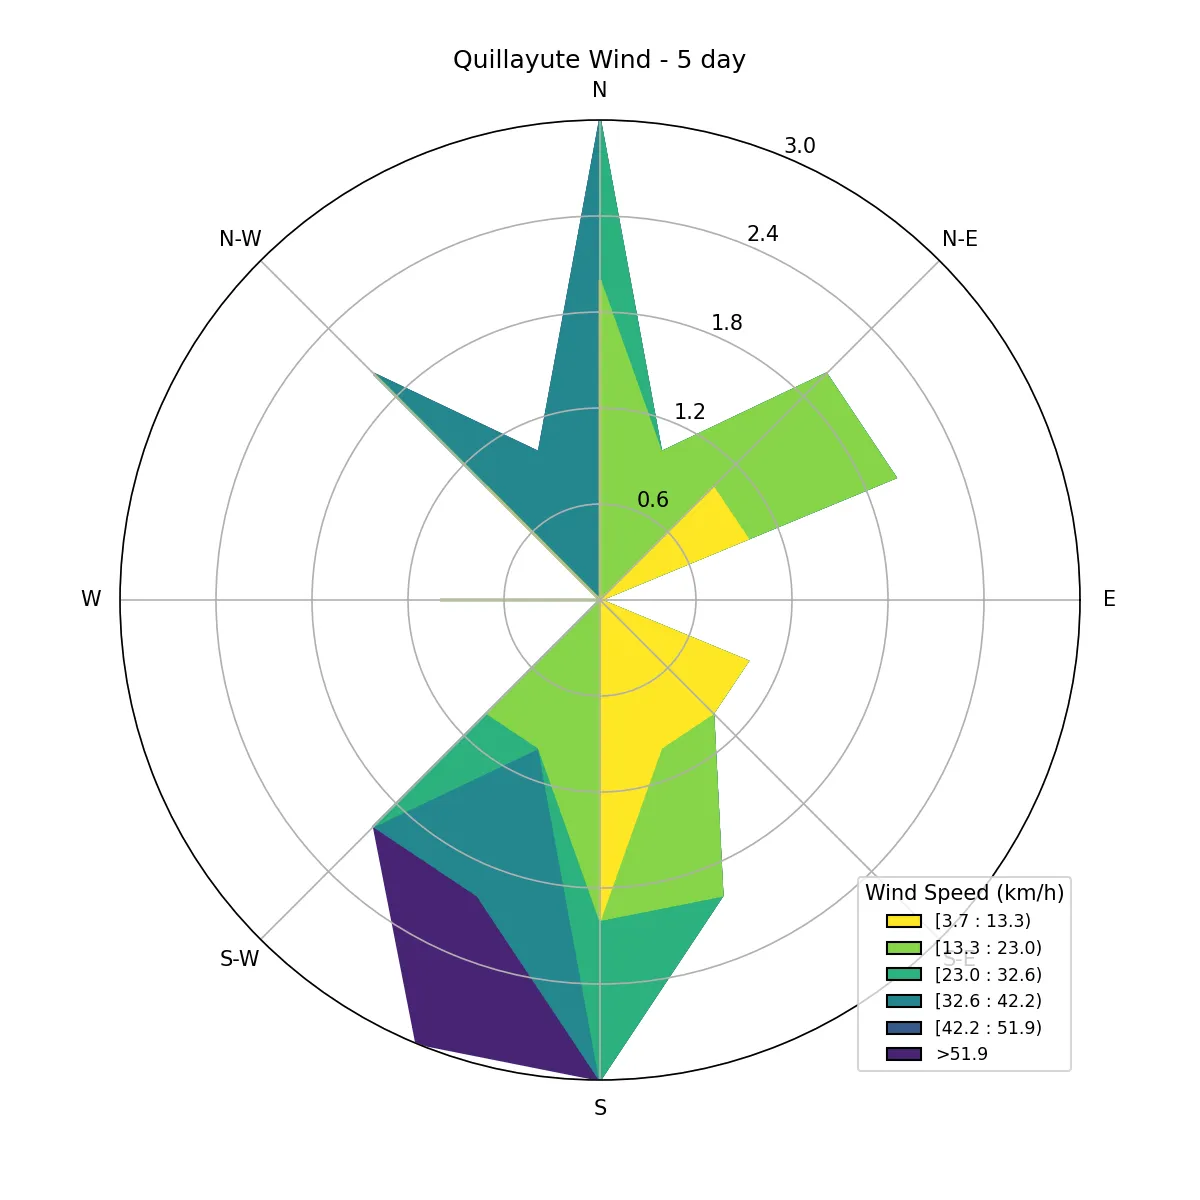 Quillayute Wind - 5 day
N
3.0
N-W
2.4
N-E
1.8
1.2
0.6
W
E
S-W
S-E
S
Wind Speed (km/h)
[3.7 : 13.3)
[13.3 : 23.0)
[23.0 : 32.6)
[32.6 : 42.2)
[42.2 : 51.9)
>51.9